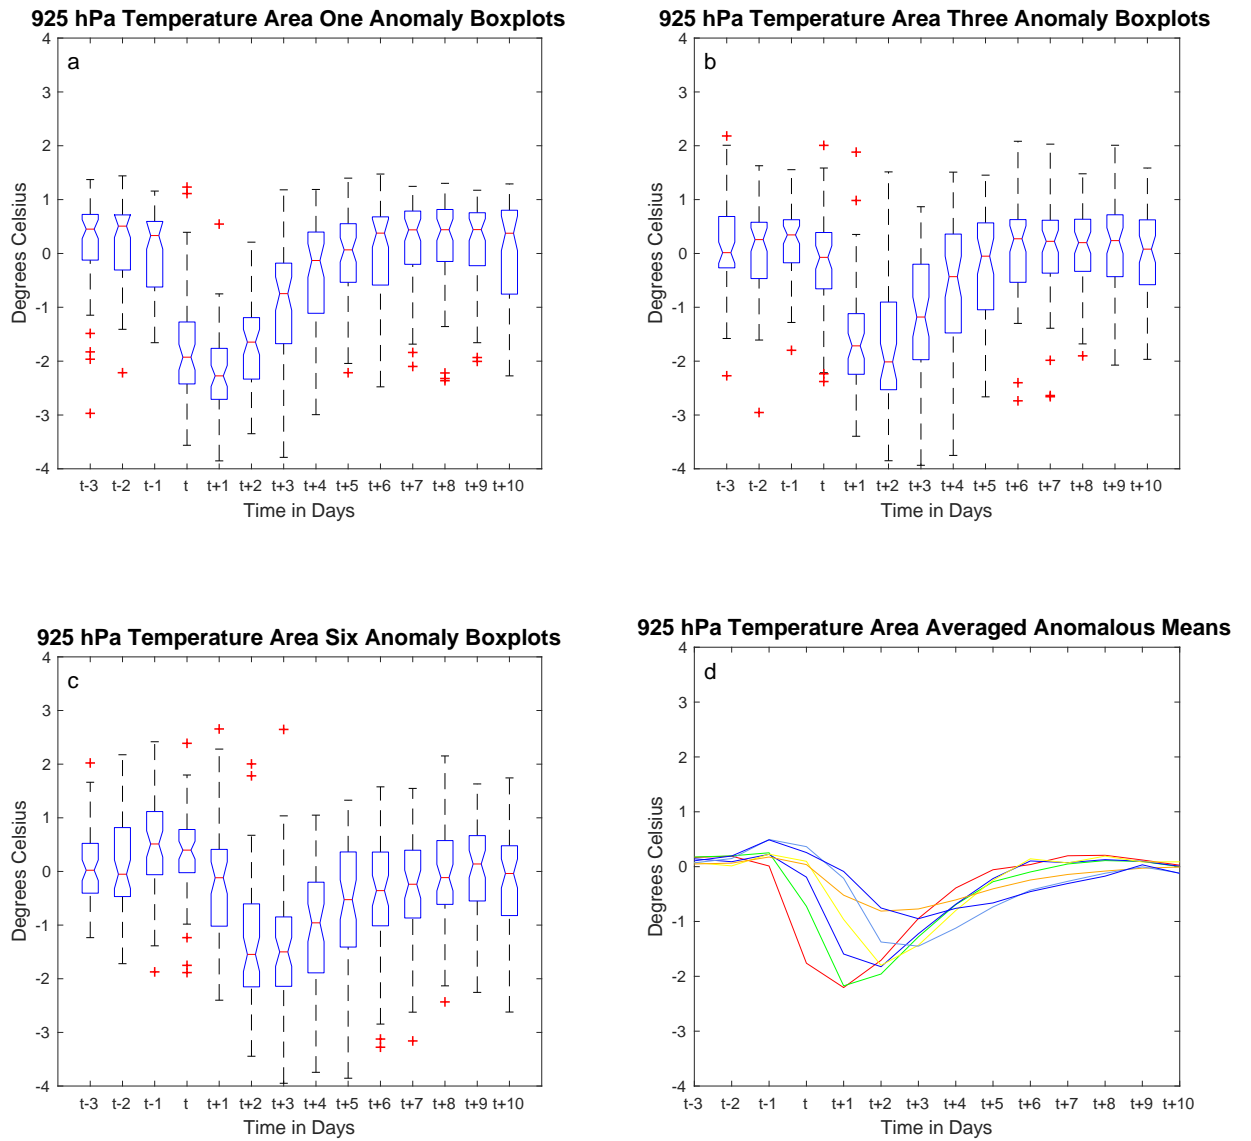 925 hPa Temperature Area One Anomaly Boxplots
a
4
3
2
1
0
-1
-2
-3
-4
Degrees Celsius
t-3 t-2 t-1 t t+1 t+2 t+3 t+4 t+5 t+6 t+7 t+8 t+9 t+10
Time in Days
925 hPa Temperature Area Three Anomaly Boxplots
b
4
3
2
1
0
-1
-2
-3
-4
Degrees Celsius
t-3 t-2 t-1 t t+1 t+2 t+3 t+4 t+5 t+6 t+7 t+8 t+9 t+10
Time in Days
925 hPa Temperature Area Six Anomaly Boxplots
c
4
3
2
1
0
-1
-2
-3
-4
Degrees Celsius
t-3 t-2 t-1 t t+1 t+2 t+3 t+4 t+5 t+6 t+7 t+8 t+9 t+10
Time in Days
925 hPa Temperature Area Averaged Anomalous Means
d
4
3
2
1
0
-1
-2
-3
-4
Degrees Celsius
t-3 t-2 t-1 t t+1 t+2 t+3 t+4 t+5 t+6 t+7 t+8 t+9 t+10
Time in Days